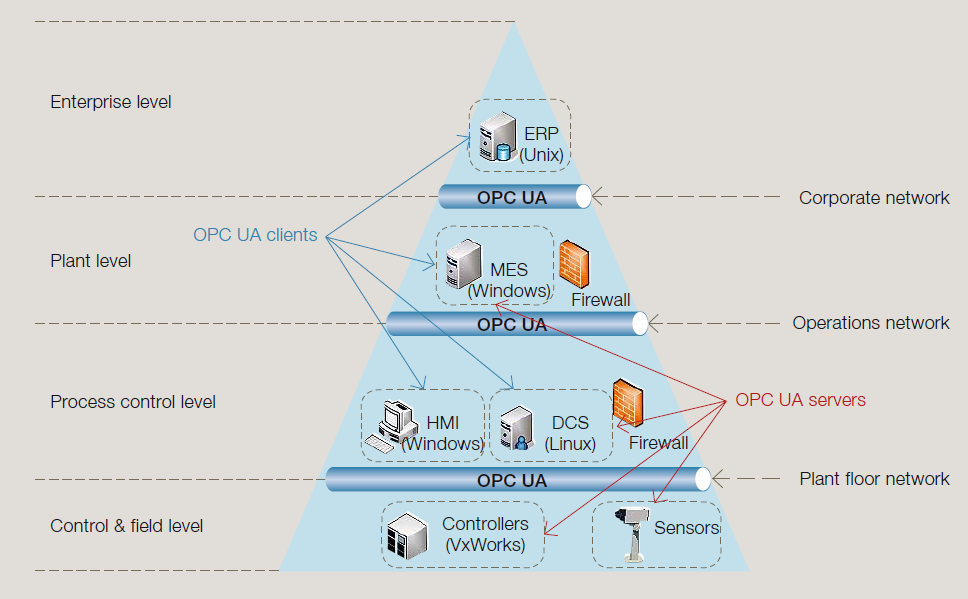 Enterprise level
ERP
(Unix)
OPC UA
Corporate network
OPC UA clients
Plant level
MES
(Windows)
Firewall
OPC UA
Operations network
Process control level
HMI
(Windows)
DCS
(Linux)
Firewall
OPC UA servers
OPC UA
Plant floor network
Control & field level
Controllers
(VxWorks)
Sensors